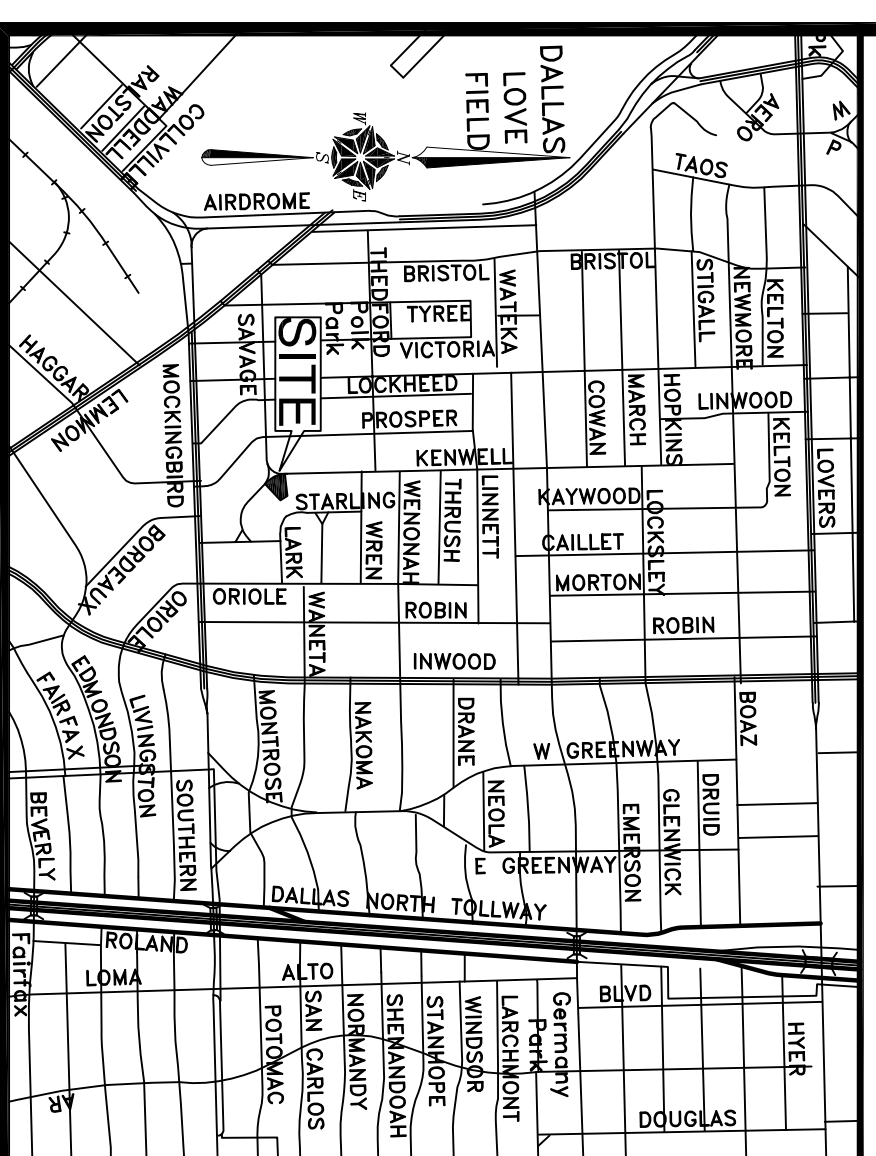 DALLAS
LOVE
FIELD
RALSTON
WADDELL
COLLVILLE
W
N
S
E
AERO
W
P
PK
TAOS
AIRDROME
THEDFORD
BRISTOL
WATEKA
BRISTOL
STIGALL
NEWMORE
KELTON
SAVAGE
Polk
Park
TYREE
VICTORIA
SITE
HAGGAR
LEMMON
MOCKINGBIRD
LOCKHEED
PROSPER
KENWELL
COWAN
MARCH
HOPKINS
LINWOOD
KELTON
LOVERS
STARLING
LARK
WREN
WENONAH
THRUSH
LINNETT
KAYWOOD
LOCKSLEY
CAILLET
MORTON
BORDEAUX
ORIOLE
ORIOLE
WANETA
ROBIN
ROBIN
INWOOD
FAIRFAX
EDMONDSON
LIVINGSTON
MONTROSE
NAKOMA
DRANE
BOAZ
W GREENWAY
BEVERLY
SOUTHERN
NEOLA
EMERSON
GLENWICK
DRUID
E GREENWAY
DALLAS NORTH TOLLWAY
Fairfax
ROLAND
LOMA
ALTO
BLVD
POTOMAC
SAN CARLOS
NORMANDY
SHENANDOAH
STANHOPE
WINDSOR
LARCHMONT
Germany
Park
HYER
DOUGLAS
AR